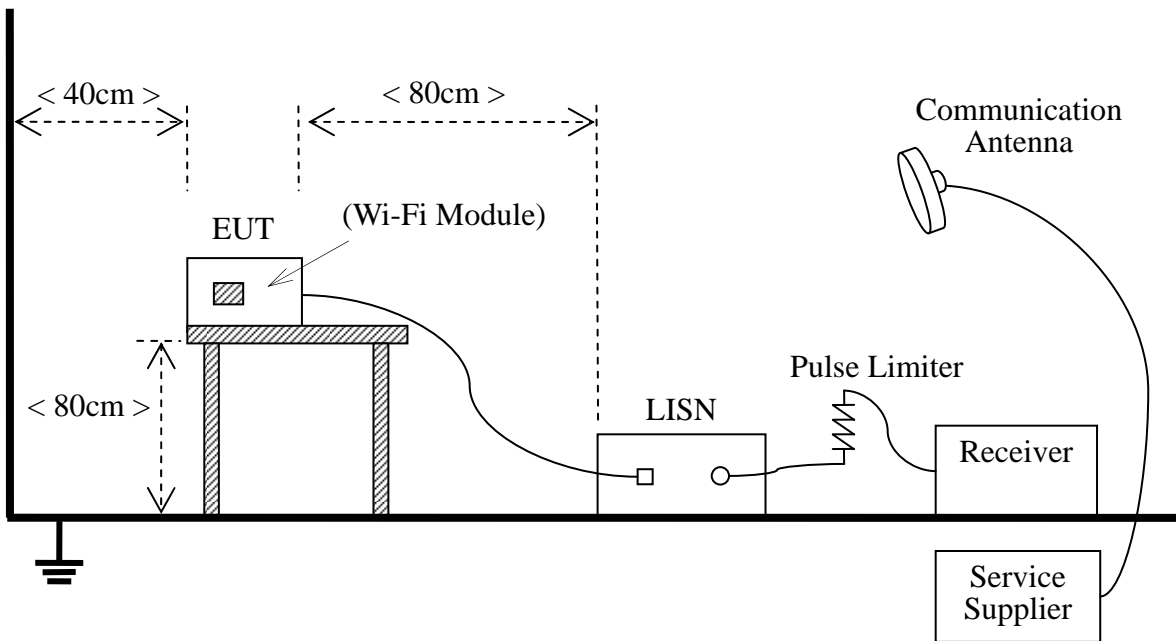 < 40cm >
< 80cm >
Communication
Antenna
EUT
(Wi-Fi Module)
Pulse Limiter
< 80cm >
LISN
Receiver
Service
Supplier